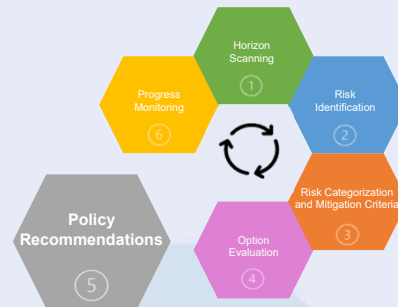 Horizon
Scanning
1
Risk
Identification
2
Risk Categorization
and Mitigation Criteria
3
Option
Evaluation
4
Policy
Recommendations
5
Progress
Monitoring
6